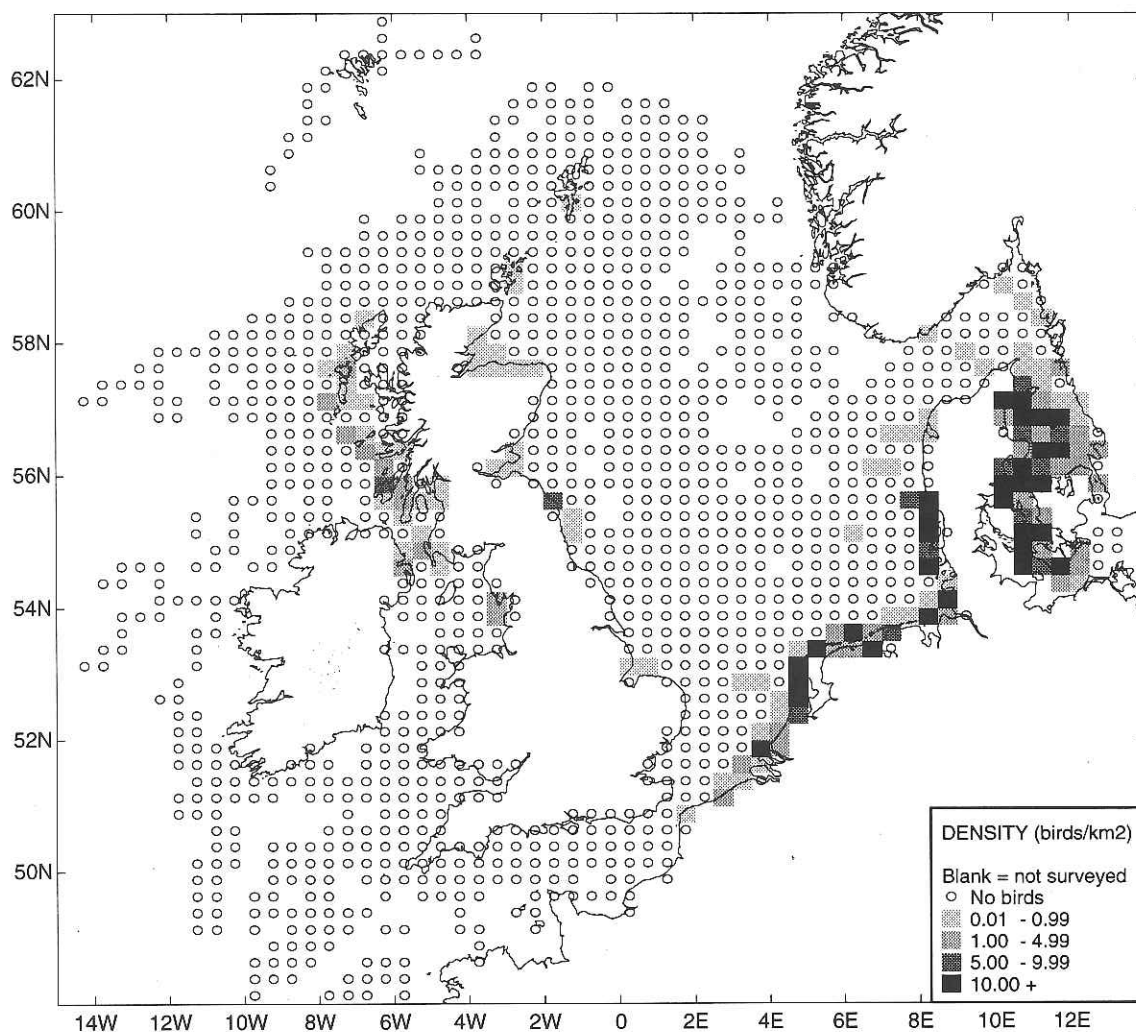 62N
60N
58N
56N
54N
52N
50N
14W 12W 10W 8W 6W 4W 2W 0 2E 4E 6E 8E 10E 12E
DENSITY (birds/km2)
Blank = not surveyed
No birds
0.01 - 0.99
1.00 - 4.99
5.00 - 9.99
10.00 +